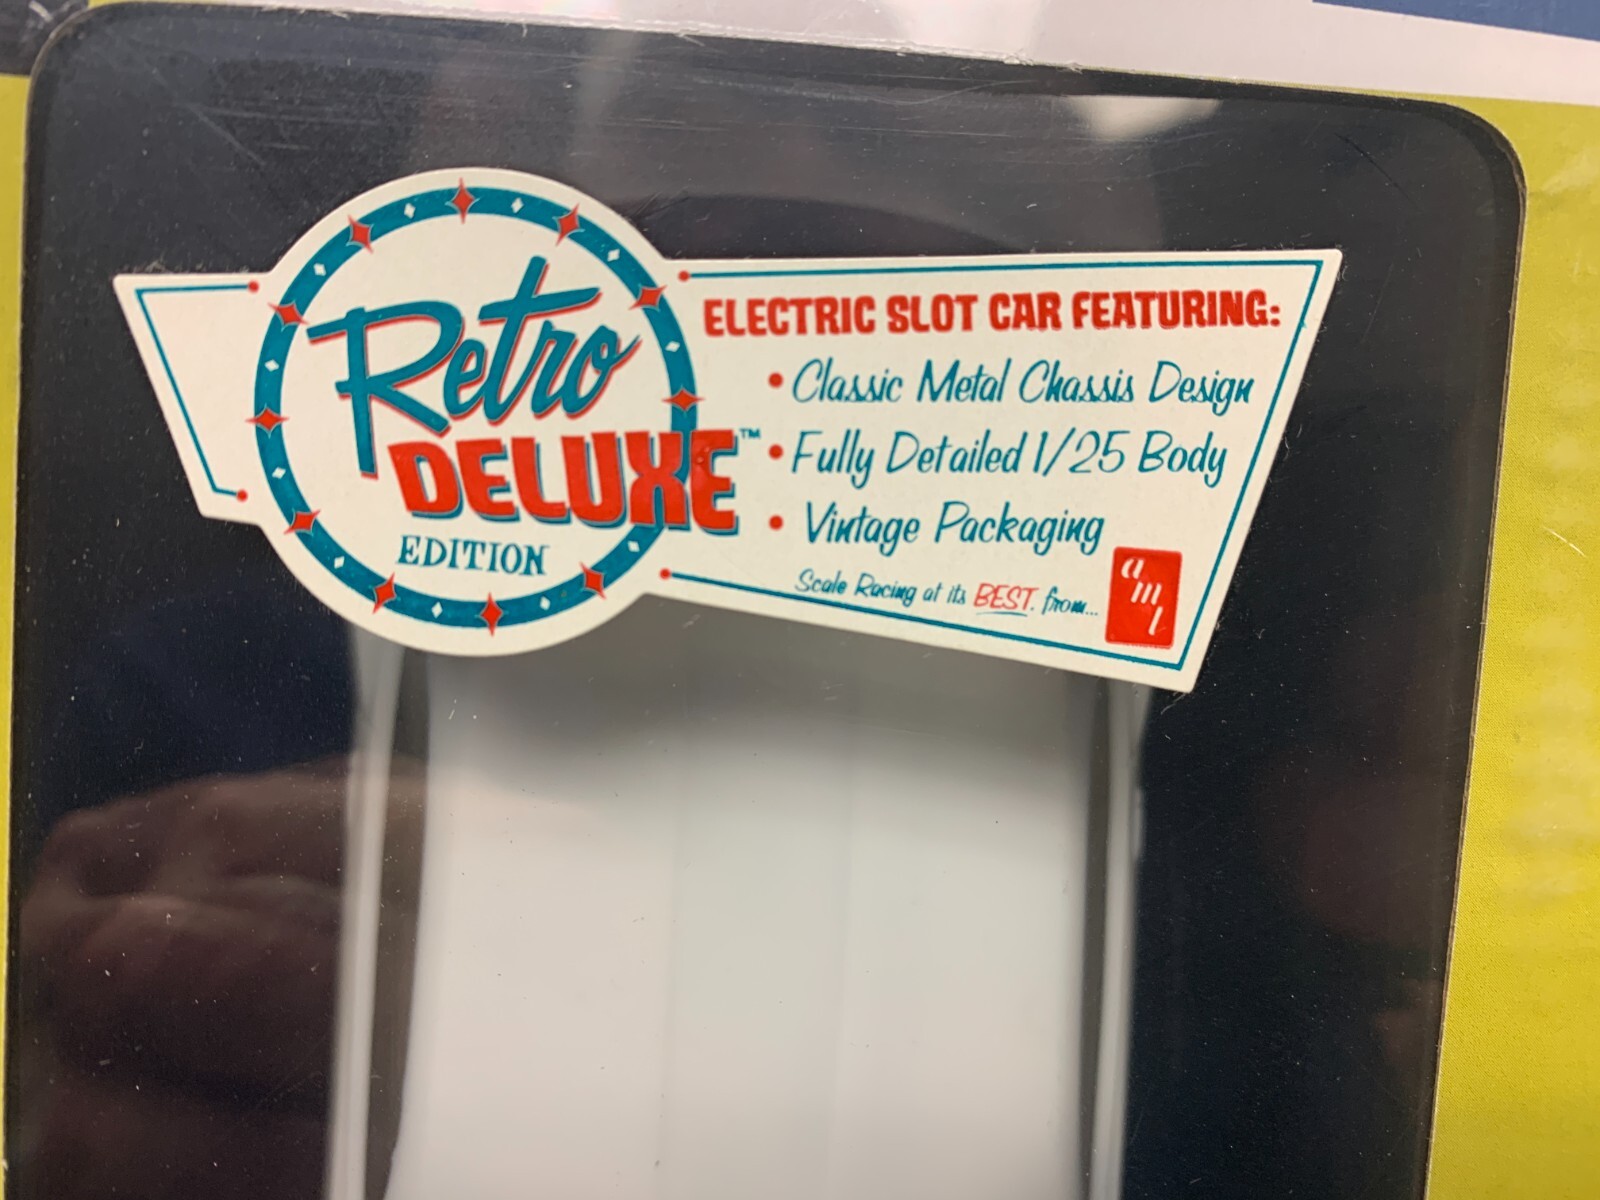 Retro
DELUXE™
EDITION
ELECTRIC SLOT CAR FEATURING:
• Classic Metal Chassis Design
• Fully Detailed 1/25 Body
• Vintage Packaging
Scale Racing at its BEST. from...
amt